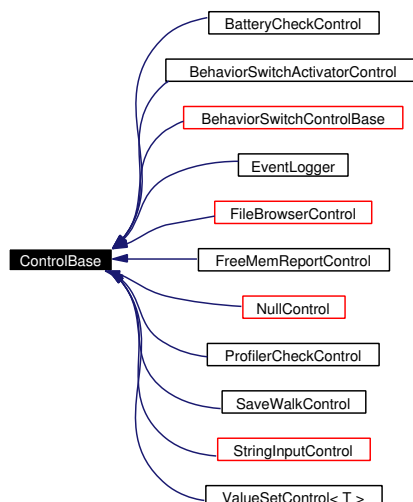 BatteryCheckControl
BehaviorSwitchActivatorControl
BehaviorSwitchControlBase
EventLogger
FileBrowserControl
ControlBase
FreeMemReportControl
NullControl
ProfilerCheckControl
SaveWalkControl
StringInputControl
ValueSetControl< T >